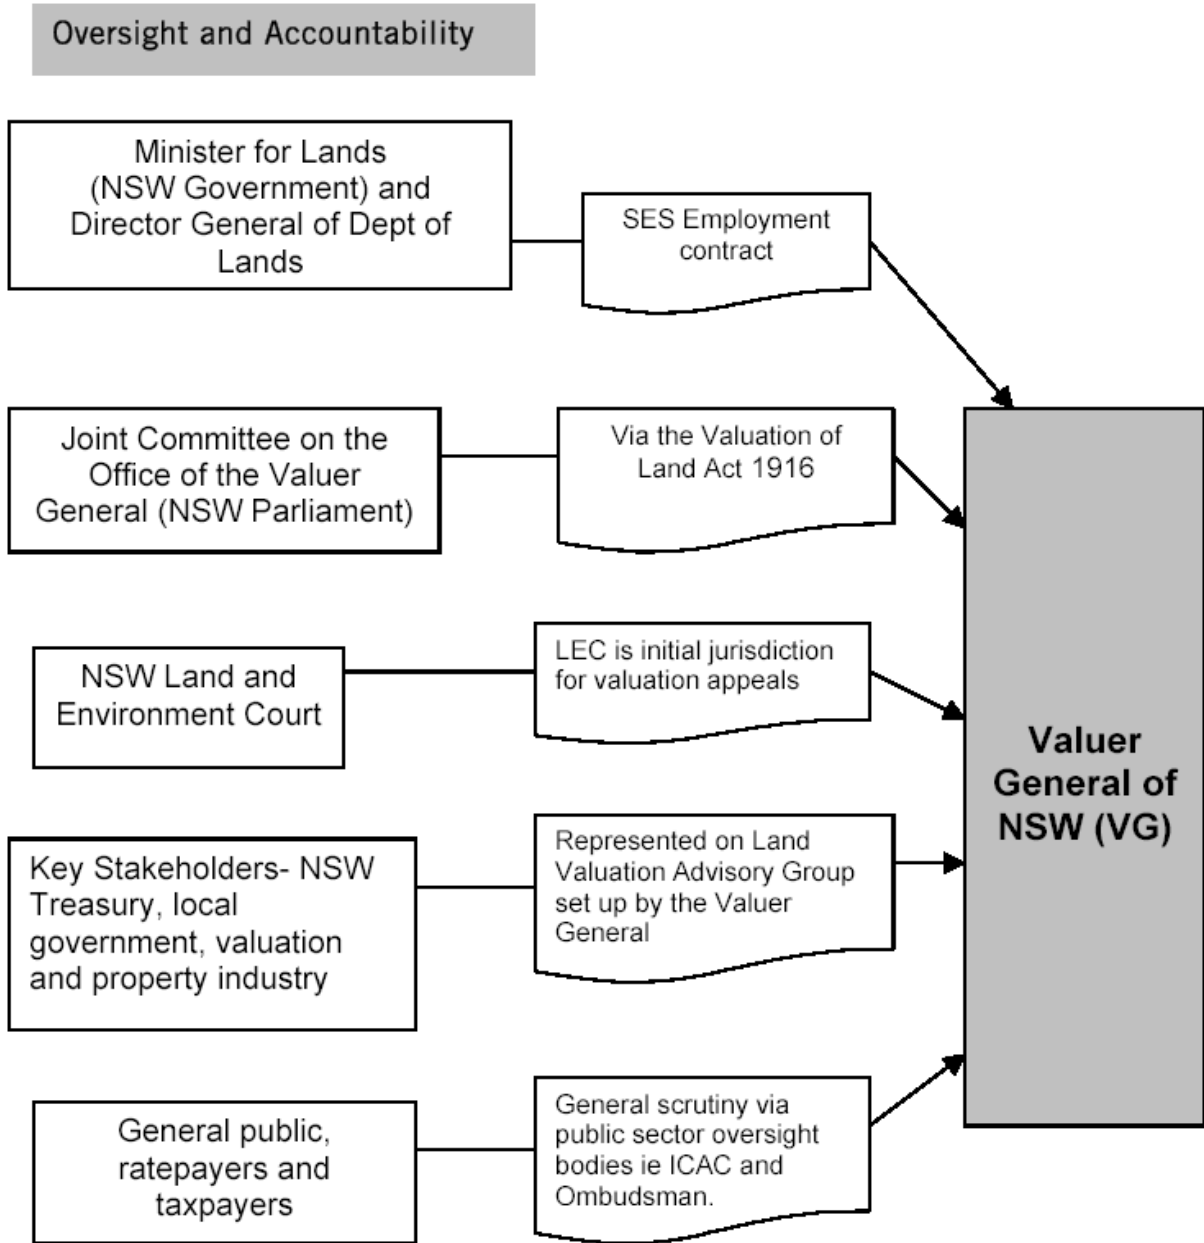 Oversight and Accountability
Minister for Lands
(NSW Government) and
Director General of Dept of
Lands
SES Employment
contract
Joint Committee on the
Office of the Valuer
General (NSW Parliament)
Via the Valuation of
Land Act 1916
NSW Land and
Environment Court
LEC is initial jurisdiction
for valuation appeals
Key Stakeholders- NSW
Treasury, local
government, valuation
and property industry
Represented on Land
Valuation Advisory Group
set up by the Valuer
General
General public,
ratepayers and
taxpayers
General scrutiny via
public sector oversight
bodies ie ICAC and
Ombudsman.
Valuer
General of
NSW (VG)